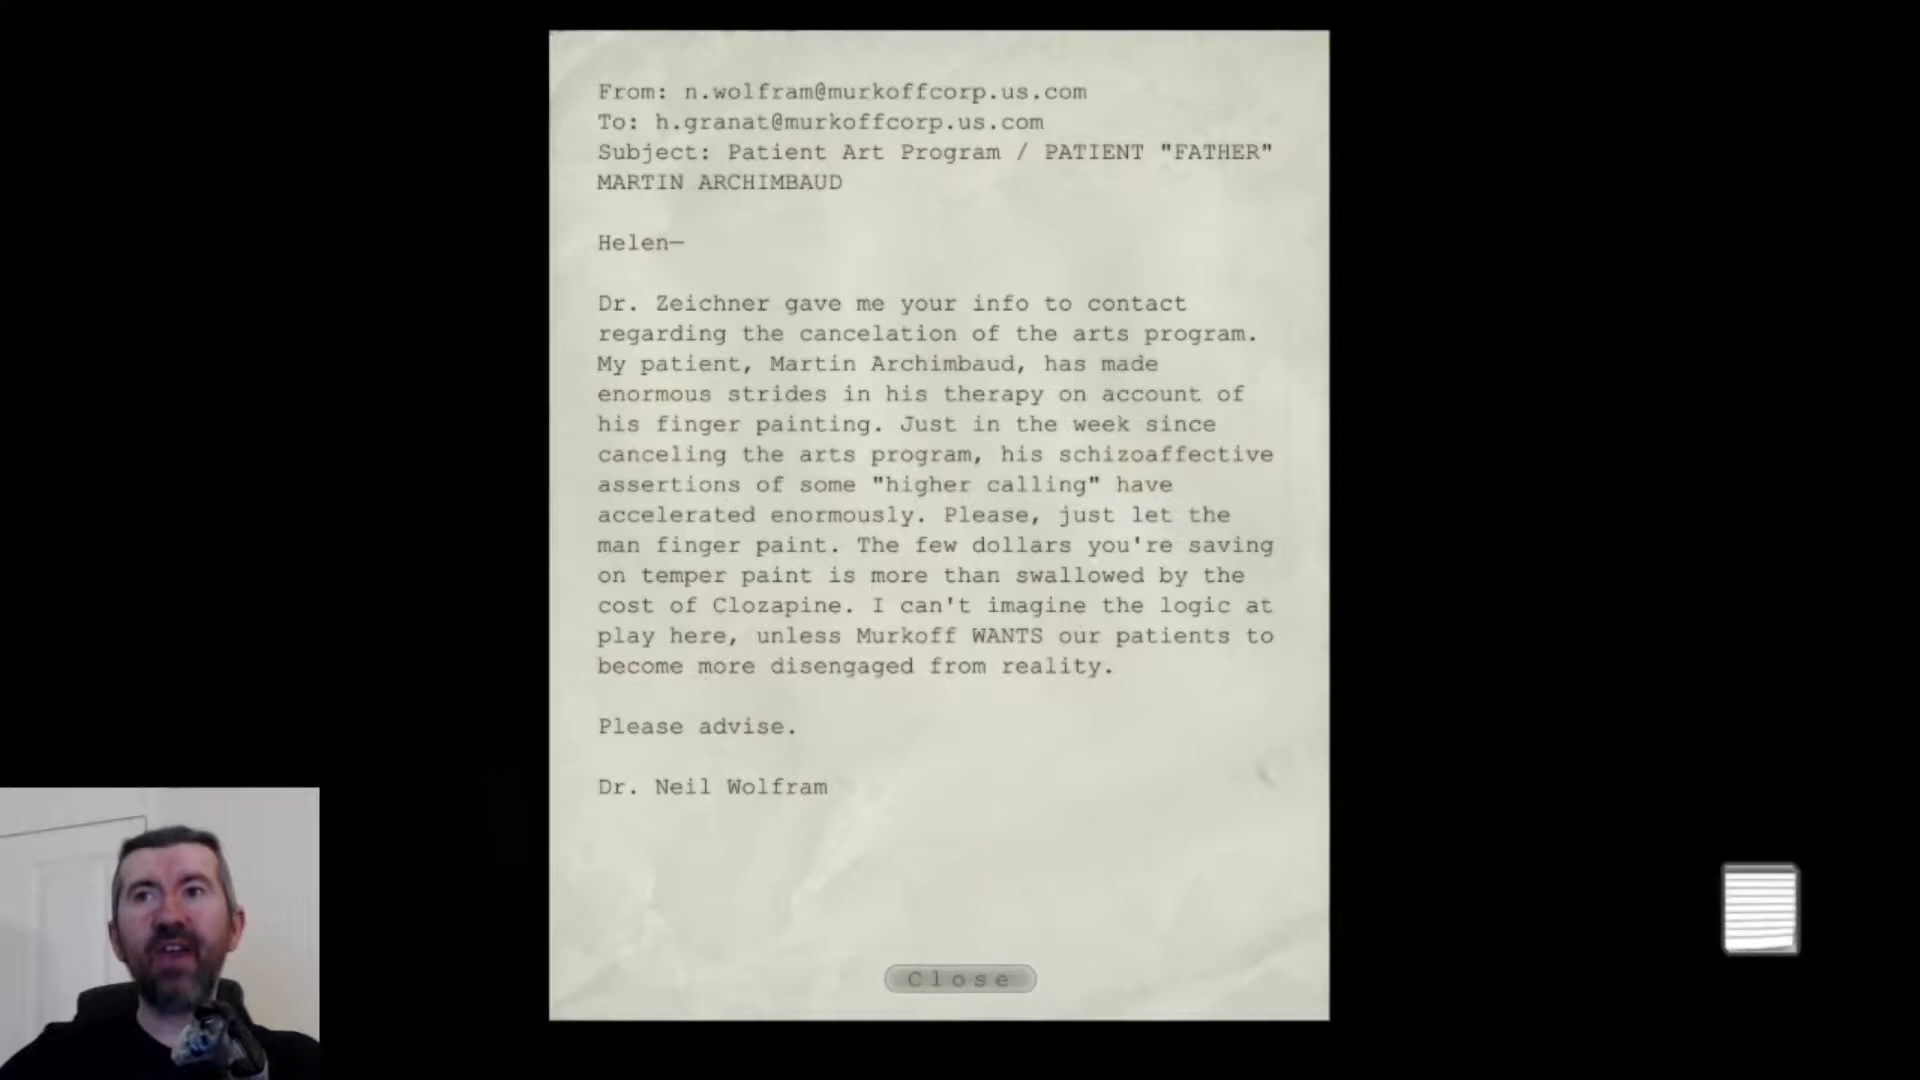 From: n.wolfram@murkoffcorp.us.com
To: h.granat@murkoffcorp.us.com
Subject: Patient Art Program / PATIENT "FATHER"
MARTIN ARCHIMBAUD
Helen—
Dr. Zeichner gave me your info to contact
regarding the cancelation of the arts program.
My patient, Martin Archimbaud, has made
enormous strides in his therapy on account of
his finger painting. Just in the week since
canceling the arts program, his schizoaffective
assertions of some "higher calling" have
accelerated enormously. Please, just let the
man finger paint. The few dollars you're saving
on temper paint is more than swallowed by the
cost of Clozapine. I can't imagine the logic at
play here, unless Murkoff WANTS our patients to
become more disengaged from reality.
Please advise.
Dr. Neil Wolfram
Close